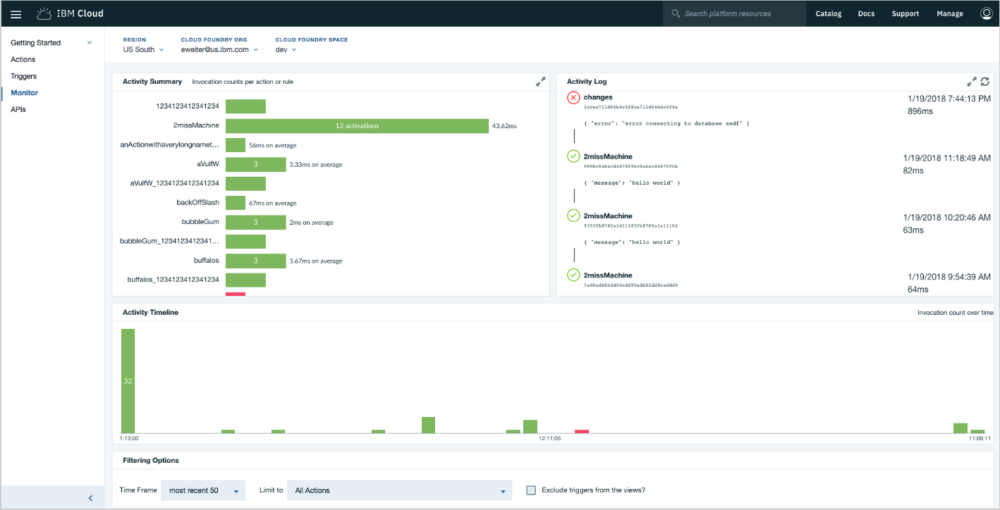 IBM Cloud
Search platform resources
Catalog Docs Support Manage
Getting Started
Actions
Triggers
Monitor
APIs
REGION CLOUD FOUNDRY ORG CLOUD FOUNDRY SPACE
US South eweiter@us.ibm.com dev
Activity Summary Invocation counts per action or rule
1234123412341234
2missMachine 13 activations 43.62ms
anActionwithaverylongnamet... 56ms on average
aVulfW 3 3.33ms on average
aVulfW_1234123412341234
backOffSlash 67ms on average
bubbleGum 3 2ms on average
bubbleGum_1234123412341...
buffalos 3 3.67ms on average
buffalos_1234123412341234
Activity Log
changes 1/19/2018 7:44:13 PM
896ms
{ "error": "error connecting to database asdf" }
2missMachine 1/19/2018 11:18:49 AM
82ms
{ "message": "hello world" }
2missMachine 1/19/2018 10:20:46 AM
63ms
{ "message": "hello world" }
2missMachine 1/19/2018 9:54:39 AM
64ms
Activity Timeline Invocation count over time
32
1:13:00 12:11:06 11:09:11
Filtering Options
Time Frame most recent 50 Limit to All Actions Exclude triggers from the views?